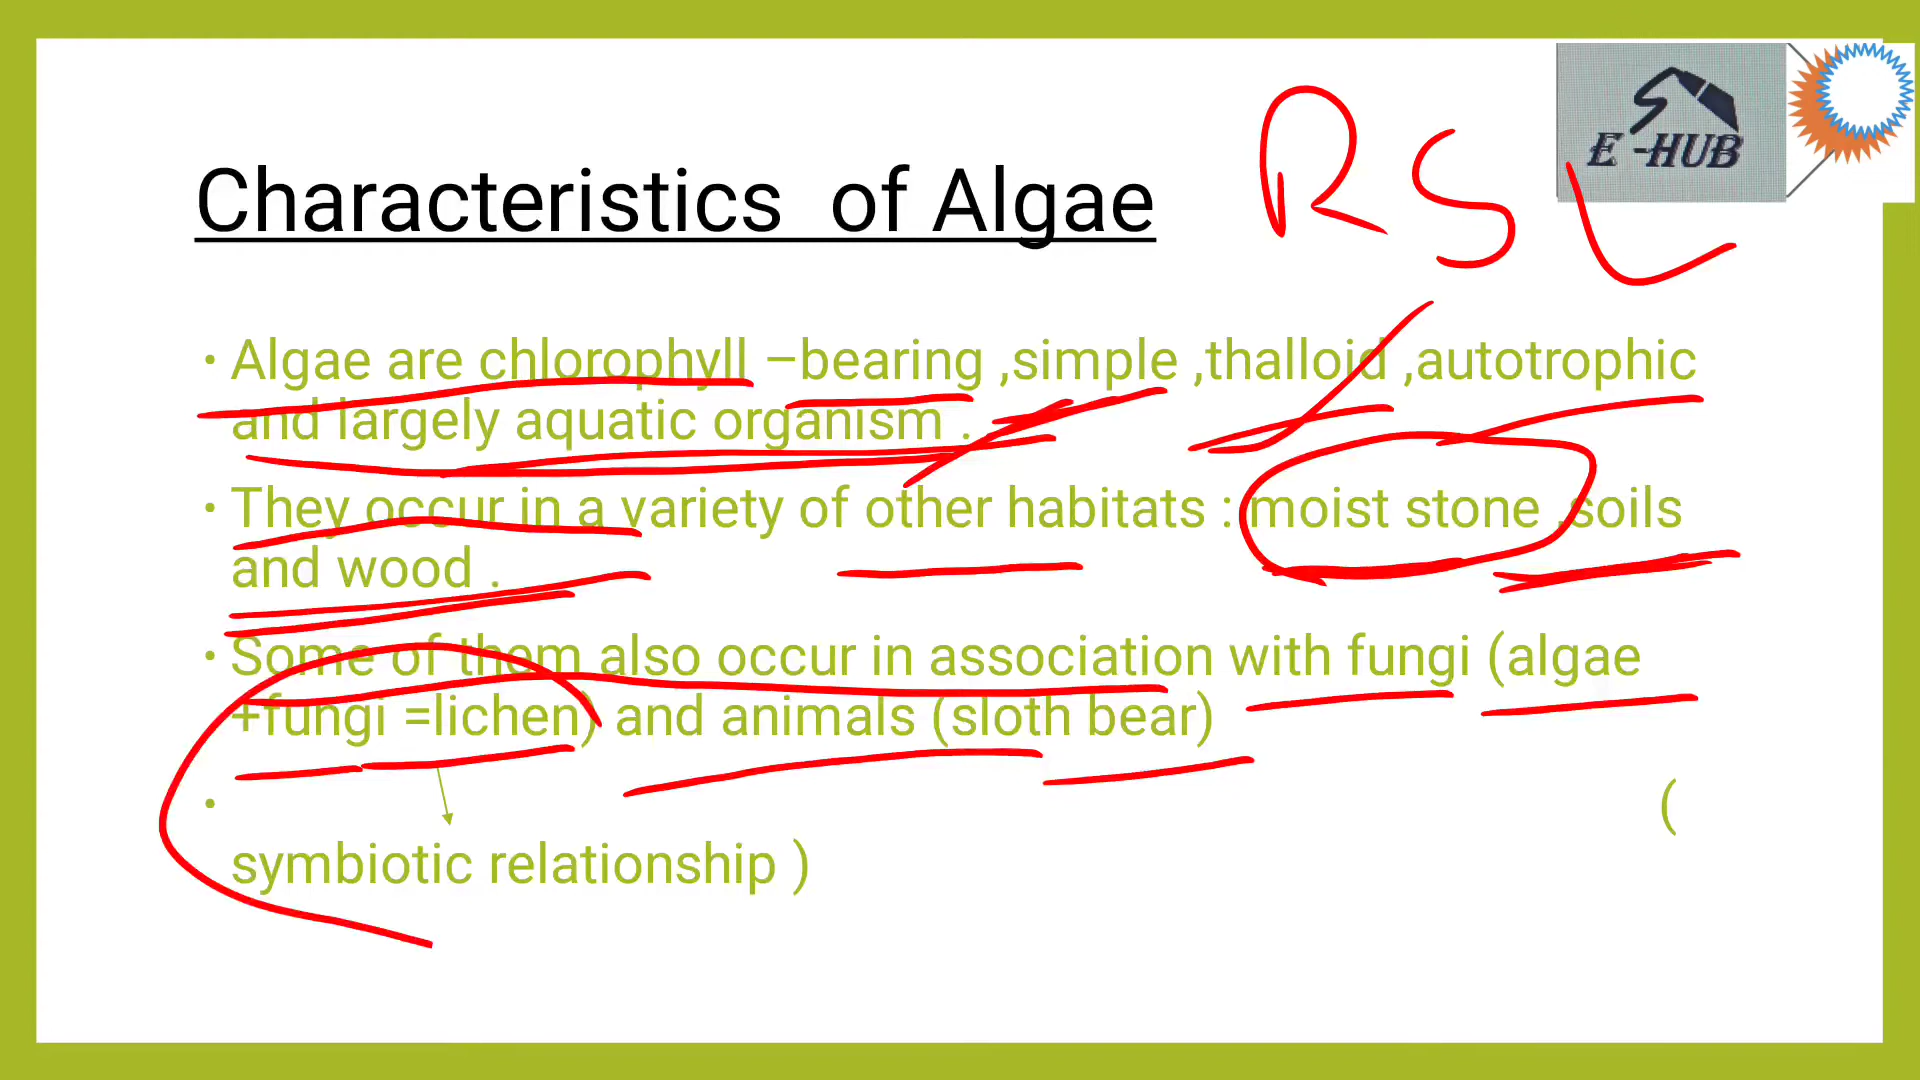 E-HUB
RSL
Characteristics of Algae
• Algae are chlorophyll –bearing ,simple ,thalloid ,autotrophic
and largely aquatic organism .
• They occur in a variety of other habitats : moist stone ,soils
and wood .
• Some of them also occur in association with fungi (algae
+fungi =lichen) and animals (sloth bear)
• (
symbiotic relationship )